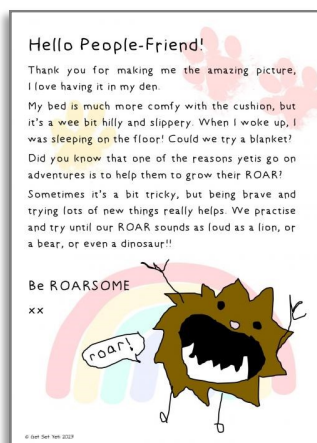 Hello People-Friend!
Thank you for making me the amazing picture,
I love having it in my den.
My bed is much more comfy with the cushion, but
it's a wee bit hilly and slippery. When I woke up, I
was sleeping on the floor! Could we try a blanket?
Did you know that one of the reasons yetis go on
adventures is to help them to grow their ROAR?
Sometimes it's a bit tricky, but being brave and
trying lots of new things really helps. We practise
and try until our ROAR sounds as loud as a lion, or
a bear, or even a dinosaur!!
Be ROARSOME
xx
roar!
© Get Set Yeti 2023